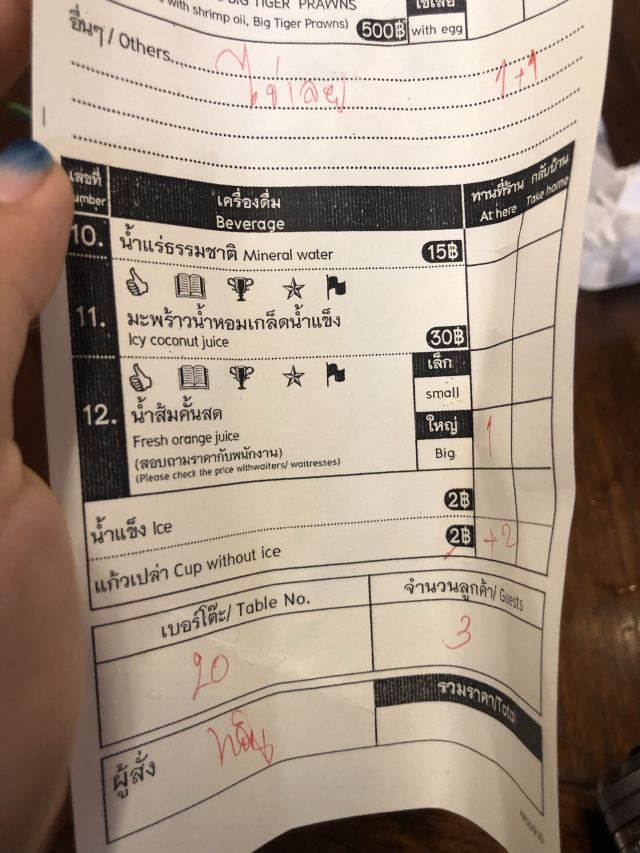 BIG TIGER PRAWNS
with shrimp oil, Big Tiger Prawns) 500฿ with egg
อื่นๆ / Others
1+1
เลขที่ number เครื่องดื่ม Beverage ทานที่ร้าน At here กลับบ้าน Take home
10. น้ำแร่ธรรมชาติ Mineral water 15฿
11. มะพร้าวน้ำหอมเกล็ดน้ำแข็ง
Icy coconut juice 30฿
เล็ก
small
12. น้ำส้มคั้นสด
Fresh orange juice
ใหญ่ 1
Big
(สอบถามราคากับพนักงาน)
(Please check the price withwaiters/ waitresses)
น้ำแข็ง Ice 2฿
แก้วเปล่า Cup without ice 2฿ +2
เบอร์โต๊ะ/ Table No. จำนวนลูกค้า/ Guests
20 3
รวมราคา/Total
ผู้สั่ง